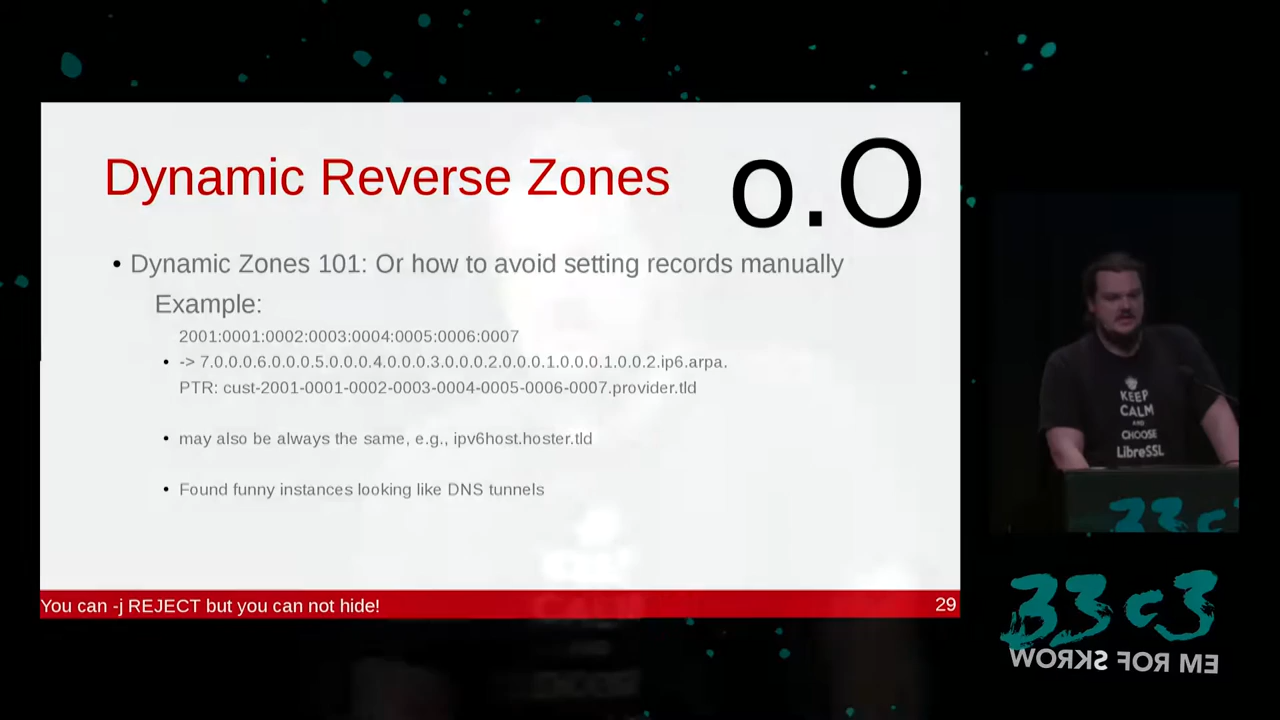 Dynamic Reverse Zones
o.O
• Dynamic Zones 101: Or how to avoid setting records manually
Example:
2001:0001:0002:0003:0004:0005:0006:0007
• -> 7.0.0.0.6.0.0.0.5.0.0.0.4.0.0.0.3.0.0.0.2.0.0.0.1.0.0.0.1.0.0.2.ip6.arpa.
PTR: cust-2001-0001-0002-0003-0004-0005-0006-0007.provider.tld
• may also be always the same, e.g., ipv6host.hoster.tld
• Found funny instances looking like DNS tunnels
You can -j REJECT but you can not hide!
29
KEEP
CALM
AND
CHOOSE
LibreSSL
33c3
33c3
WORKS FOR ME